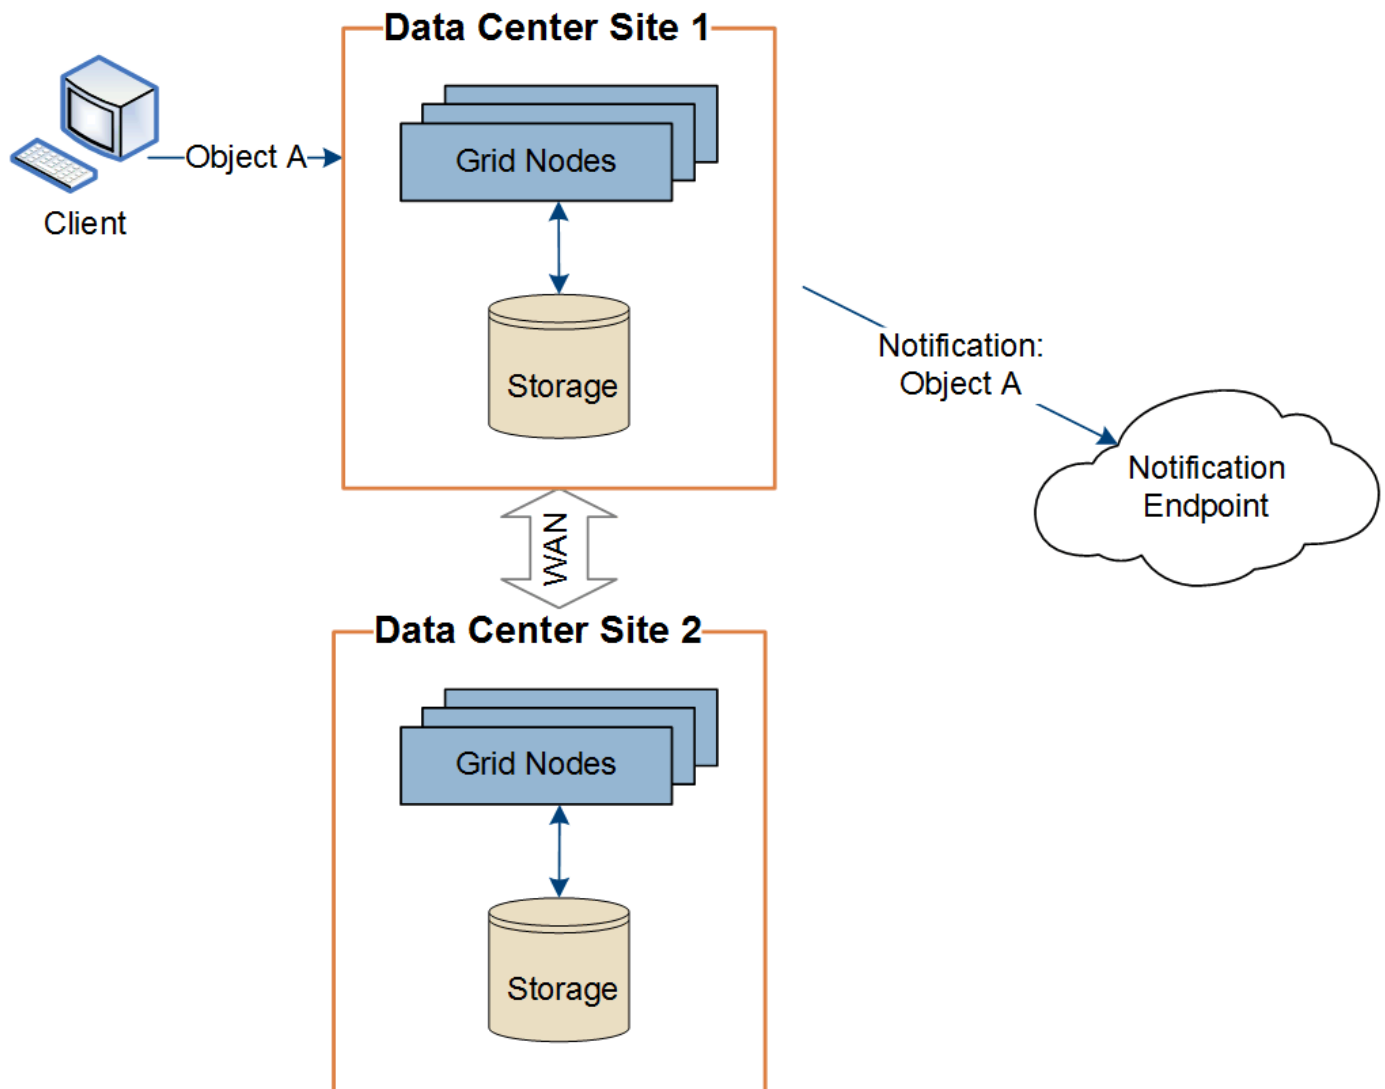 Data Center Site 1
Object A
Client
Grid Nodes
Storage
Notification:
Object A
Notification
Endpoint
WAN
Data Center Site 2
Grid Nodes
Storage